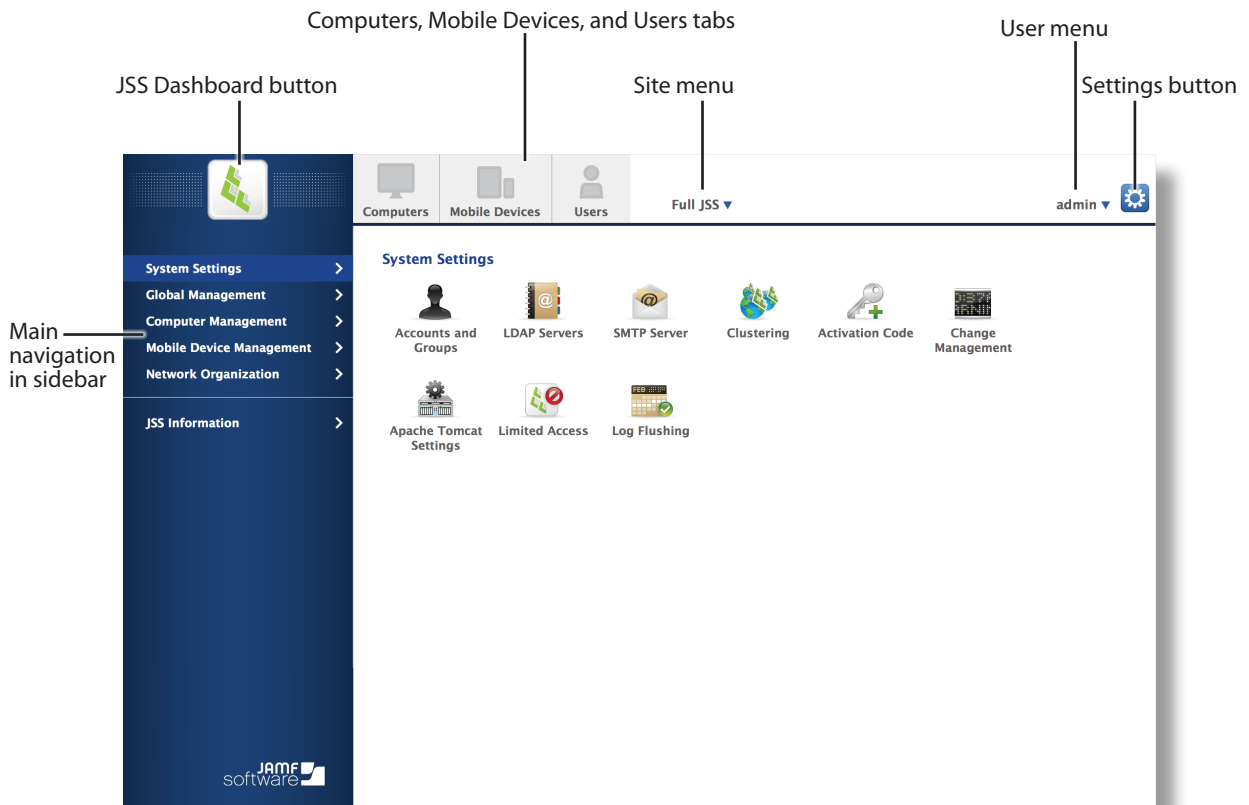 Computers, Mobile Devices, and Users tabs
User menu
JSS Dashboard button
Site menu
Settings button
Computers
Mobile Devices
Users
Full JSS
admin
System Settings
Global Management
Computer Management
Mobile Device Management
Network Organization
JSS Information
Main
navigation
in sidebar
System Settings
Accounts and
Groups
LDAP Servers
SMTP Server
Clustering
Activation Code
Change
Management
Apache Tomcat
Settings
Limited Access
FEB
Log Flushing
JAMF
software